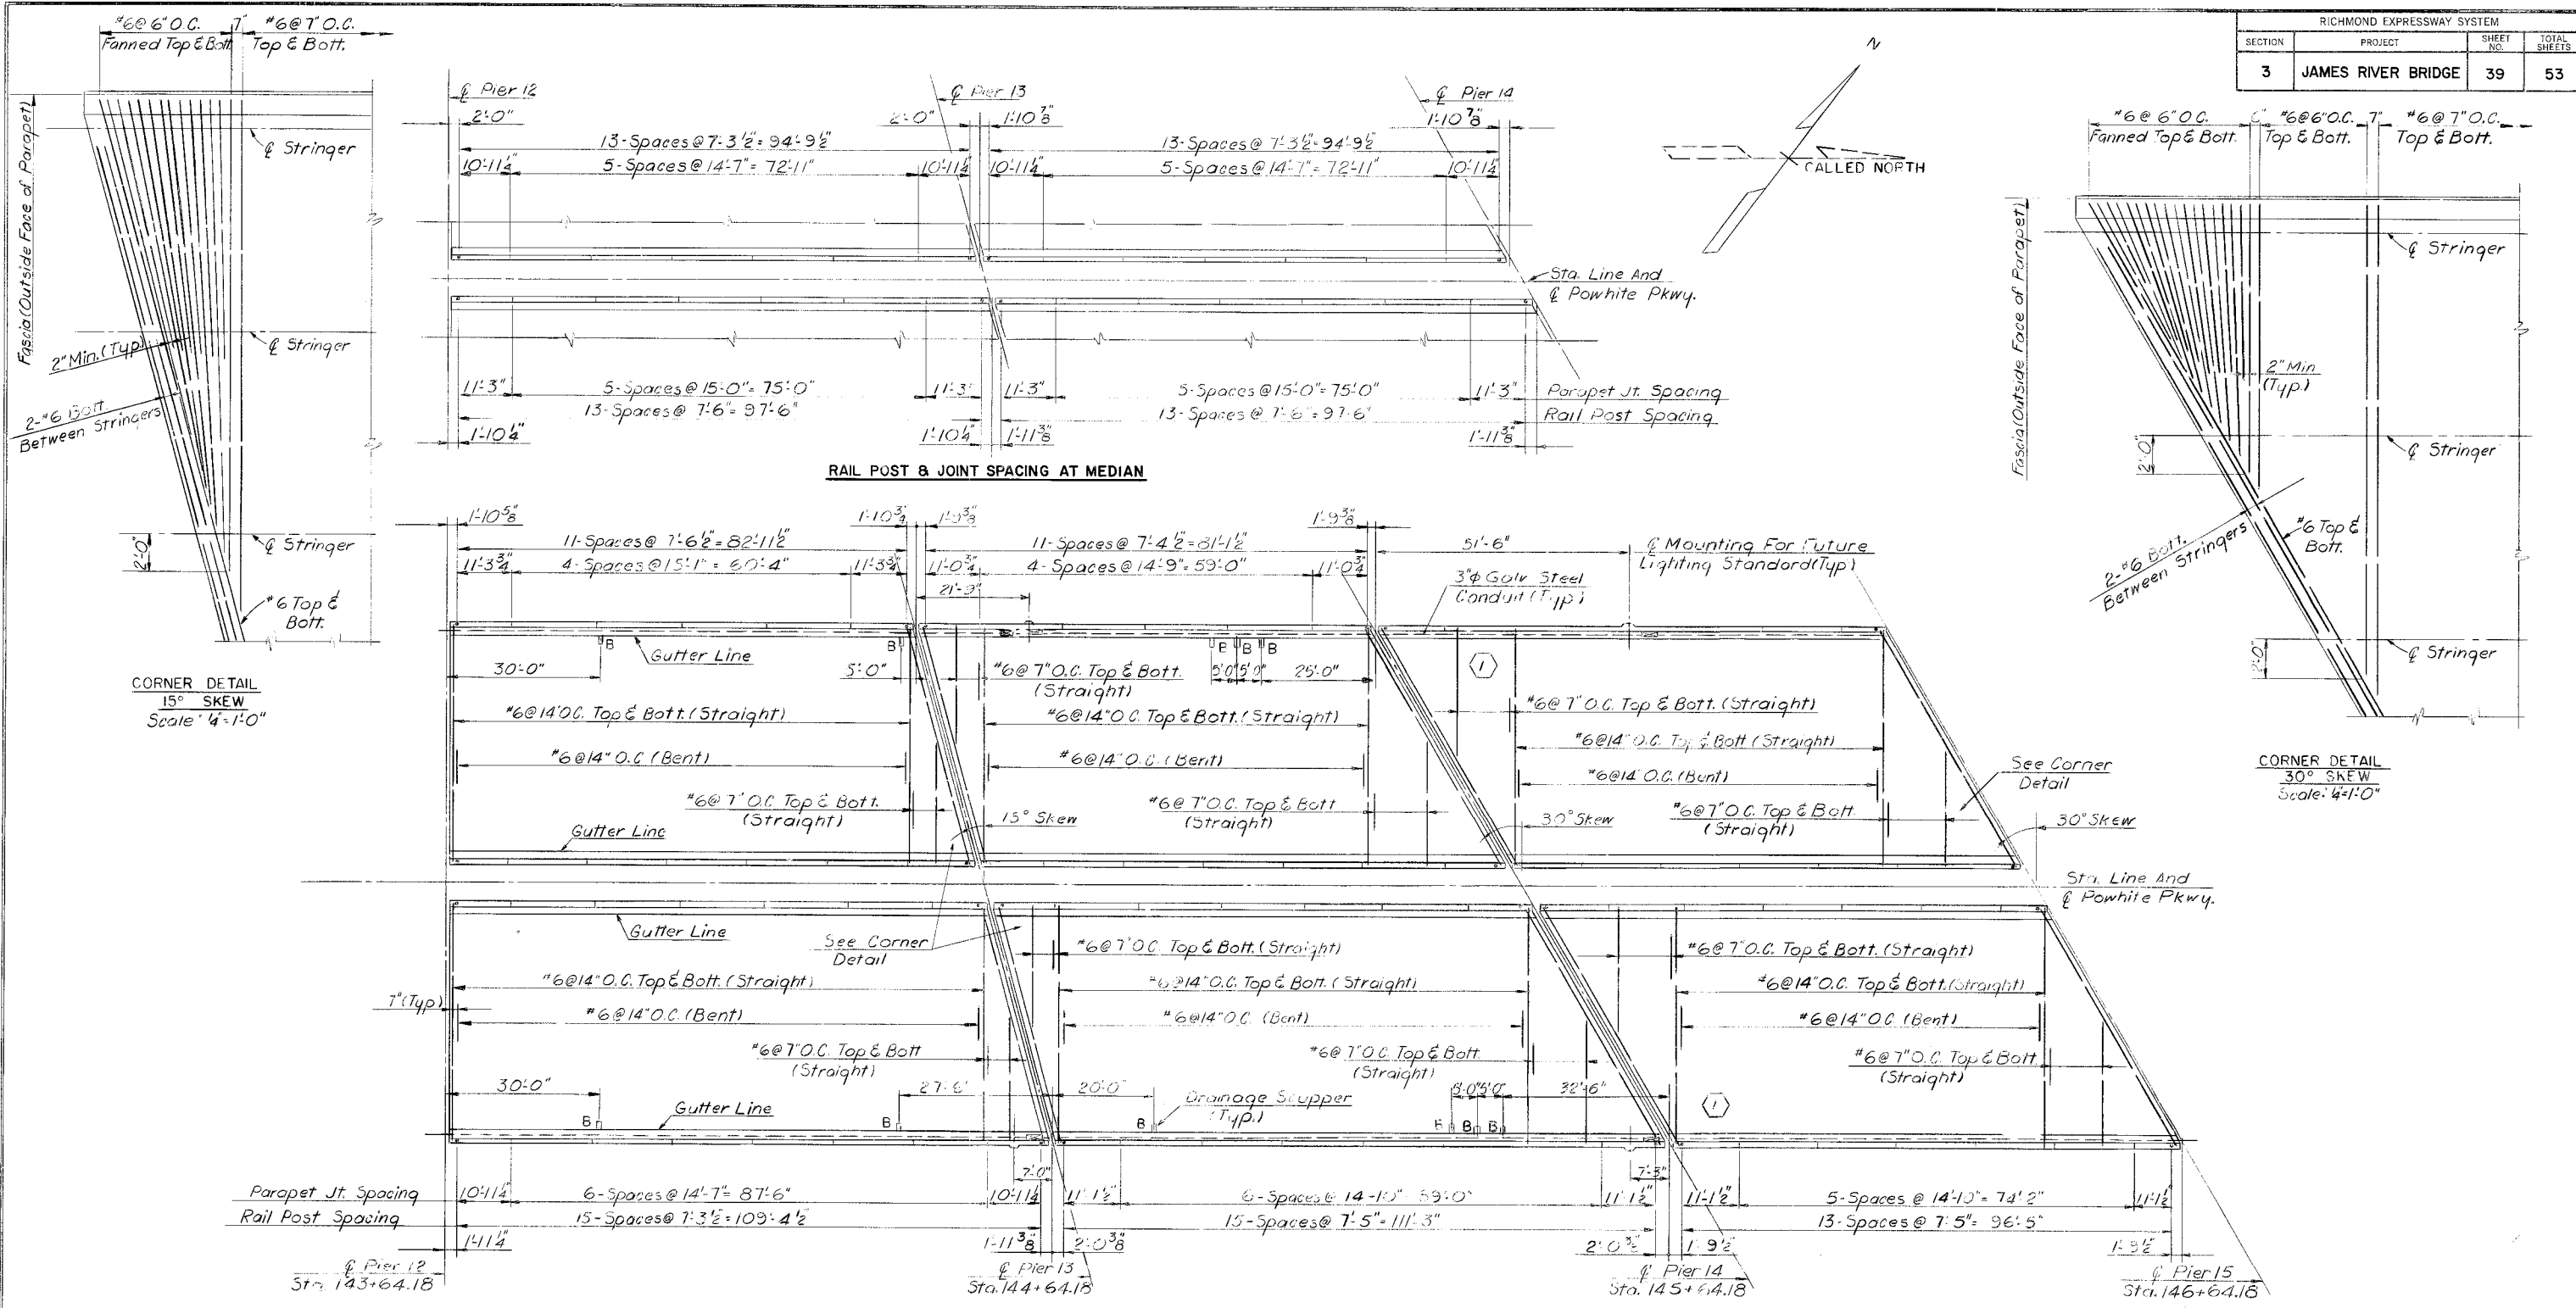 RICHMOND EXPRESSWAY SYSTEM
SECTION PROJECT SHEET NO. TOTAL SHEETS
3 JAMES RIVER BRIDGE 39 53
#6@6"O.C. 7" #6@7"O.C.
Fanned Top & Bott. Top & Bott.
Fascia (Outside Face of Parapet)
℄ Stringer
℄ Stringer
2" Min. (Typ)
2-#6 Bott.
Between Stringers
℄ Stringer
2'-0"
#6 Top &
Bott.
CORNER DETAIL
15° SKEW
Scale: ¼"=1'-0"
℄ Pier 12 ℄ Pier 13 ℄ Pier 14
2'-0" 2'-0" 1'-10⅞" 1'-10⅞"
13-Spaces @ 7'-3½"= 94'-9½" 13-Spaces @ 7'-3½"= 94'-9½"
10'-11¼" 5-Spaces @ 14'-7"= 72'-11" 10'-11¼" 10'-11¼" 5-Spaces @ 14'-7"= 72'-11" 10'-11¼"
N
CALLED NORTH
Sta. Line And
℄ Powhite Pkwy.
11'-3" 5-Spaces @ 15'-0"= 75'-0" 11'-3" 11'-3" 5-Spaces @ 15'-0"= 75'-0" 11'-3" Parapet Jt. Spacing
13-Spaces @ 7'-6"= 97'-6" 13-Spaces @ 7'-6"= 97'-6" Rail Post Spacing
1'-10¼" 1'-10¼" 1'-11⅜" 1'-11⅜"
RAIL POST & JOINT SPACING AT MEDIAN
#6@ 6"O.C. #6@6"O.C. 7" #6@7"O.C.
Fanned Top & Bott. Top & Bott. Top & Bott.
Fascia (Outside Face of Parapet)
℄ Stringer
2" Min
(Typ.)
℄ Stringer
2'-0"
2-#6 Bott.
Between Stringers
#6 Top &
Bott.
℄ Stringer
2'-0"
CORNER DETAIL
30° SKEW
Scale: ¼"=1'-0"
1'-10⅝" 1'-10¾" 1'-9⅜" 1'-9⅜"
11-Spaces @ 7'-6½"= 82'-11½" 11-Spaces @ 7'-4½"=81'-1½" 51'-6" ℄ Mounting For Future
11'-3¾" 4-Spaces @15'-1" = 60'-4" 11'-3¾" 11'-0¾" 4-Spaces @ 14'-9"= 59'-0" 11'-0¾" Lighting Standard (Typ)
21'-9" 3"φ Galv. Steel
Conduit (Typ)
B Gutter Line B B B B
30'-0" 5'-0" #6@ 7"O.C. Top & Bott. 5'-0" 5'-0" 25'-0" 1
(Straight)
#6@14"O.C. Top & Bott. (Straight) #6@14"O.C. Top & Bott. (Straight) #6@ 7"O.C. Top & Bott. (Straight)
#6@14" O.C. (Bent) #6@14" O.C. (Bent) #6@14" O.C. Top & Bott (Straight)
#6@14" O.C. (Bent) See Corner
Detail
#6@ 7"O.C. Top & Bott. #6@ 7"O.C. Top & Bott #6@7"O.C. Top & Bott.
(Straight) (Straight) (Straight)
Gutter Line 15° Skew 30° Skew 30° Skew
Sta. Line And
℄ Powhite Pkwy.
Gutter Line See Corner
Detail
#6@ 7"O.C. Top & Bott. (Straight) #6@ 7"O.C. Top & Bott. (Straight)
#6@14"O.C. Top & Bott. (Straight) #6@14"O.C. Top & Bott. (Straight) #6@14"O.C. Top & Bott. (Straight)
7" (Typ)
#6@14"O.C. (Bent) #6@14"O.C. (Bent) #6@14"O.C (Bent)
#6@7"O.C. Top & Bott #6@ 7"O.C. Top & Bott. #6@ 7"O.C. Top & Bott.
(Straight) (Straight) (Straight)
30'-0" 27'-6" 20'-0" Drainage Scupper 5'-0" 32'-6"
(Typ.)
Gutter Line
B B B B B B 1
7'-0" 7'-3"
Parapet Jt. Spacing 10'-11¼" 6-Spaces @ 14'-7"= 87'-6" 10'-11¼" 11'-1½" 6-Spaces @ 14'-10" 89'-0" 11'-1½" 11'-1½" 5-Spaces @ 14'-10"= 74'-2" 11'-1½"
Rail Post Spacing 15-Spaces @ 7'-3½"=109'-4½" 15-Spaces @ 7'-5"=111'-3" 13-Spaces @ 7'-5"= 96'-5"
1'-11¼" 1'-11⅜" 2'-0⅜" 2'-0⅜" 1'-9½" 1'-9½"
℄ Pier 12 ℄ Pier 13 ℄ Pier 14 ℄ Pier 15
Sta. 143+64.18 Sta. 144+64.18 Sta. 145+64.18 Sta. 146+64.18